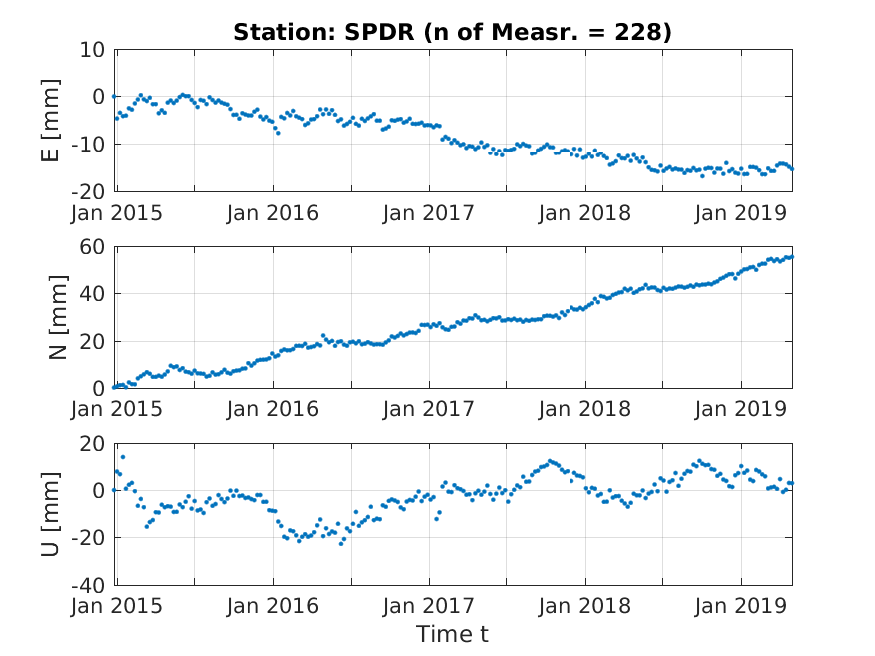 Station: SPDR (n of Measr. = 228)
E [mm]
10
0
-10
-20
Jan 2015 Jan 2016 Jan 2017 Jan 2018 Jan 2019
N [mm]
60
40
20
0
Jan 2015 Jan 2016 Jan 2017 Jan 2018 Jan 2019
U [mm]
20
0
-20
-40
Jan 2015 Jan 2016 Jan 2017 Jan 2018 Jan 2019
Time t